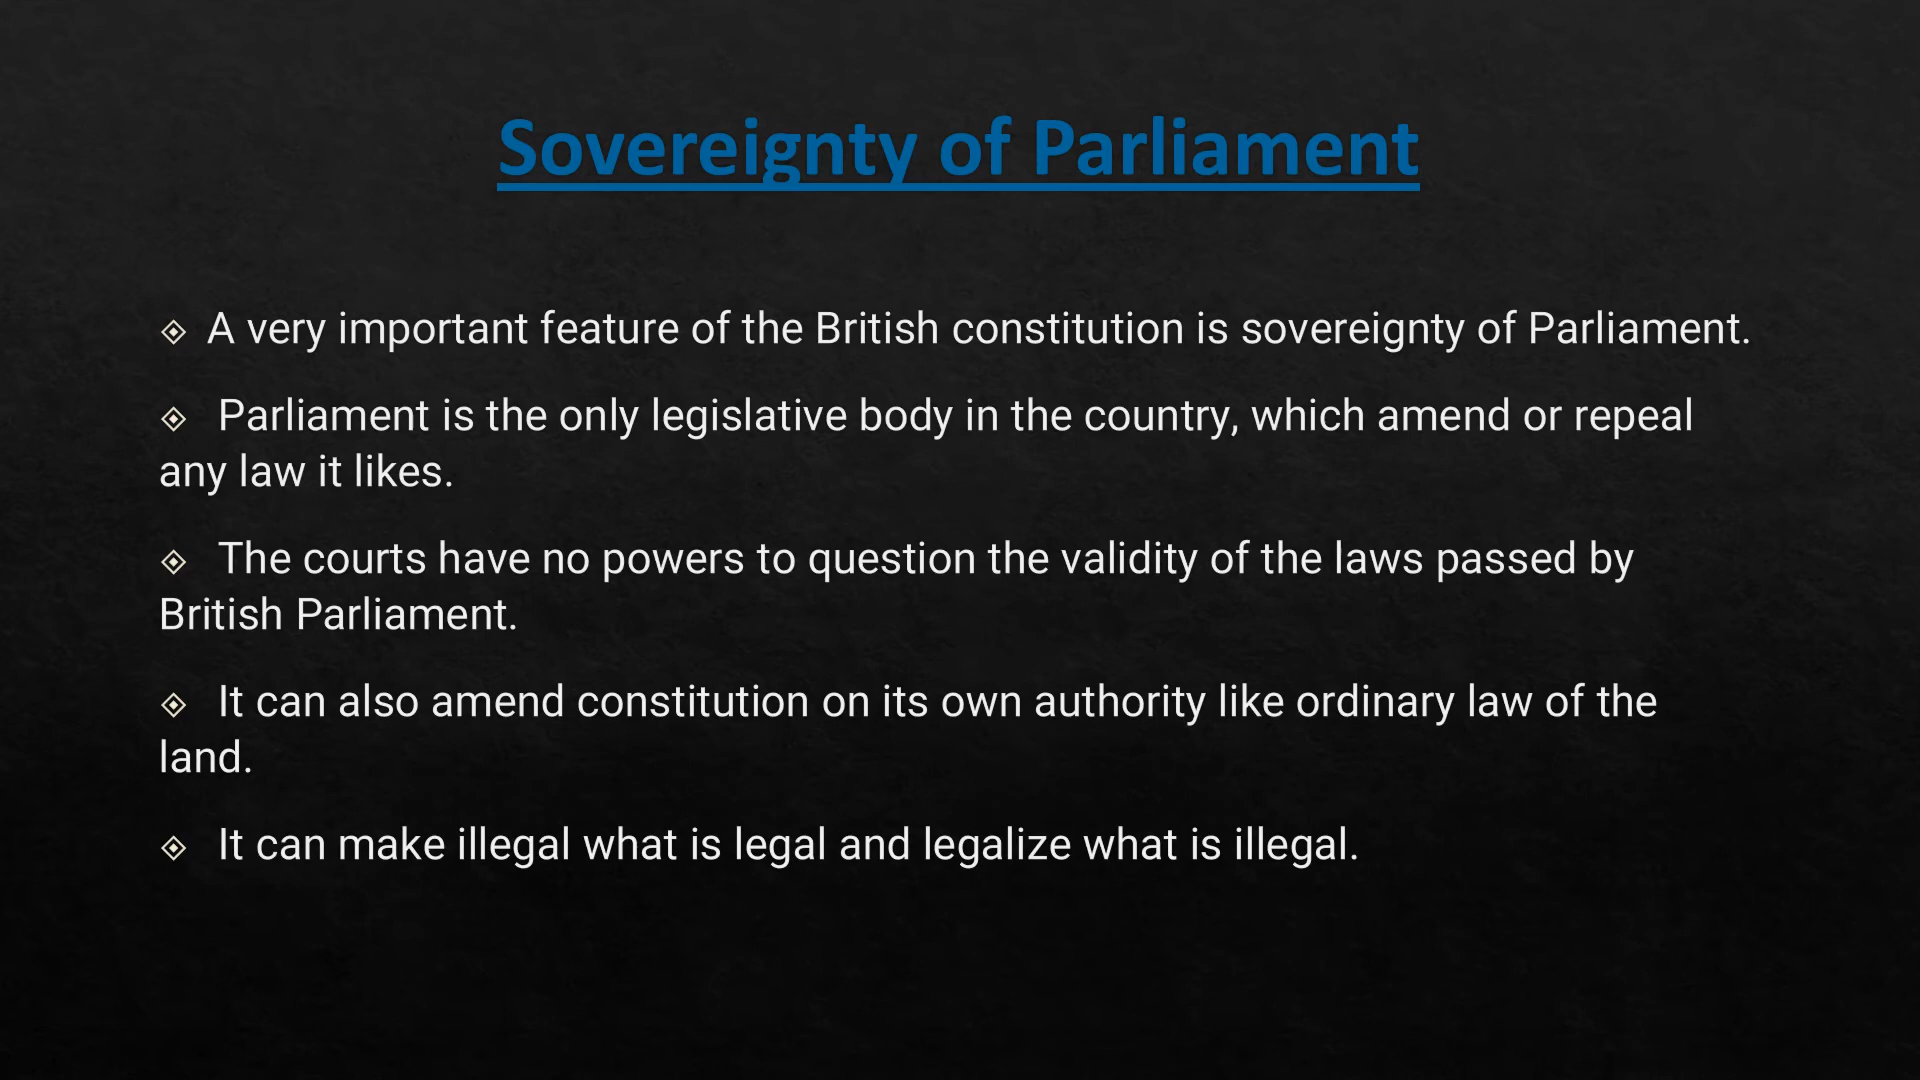 Sovereignty of Parliament
A very important feature of the British constitution is sovereignty of Parliament.
Parliament is the only legislative body in the country, which amend or repeal
any law it likes.
The courts have no powers to question the validity of the laws passed by
British Parliament.
It can also amend constitution on its own authority like ordinary law of the
land.
It can make illegal what is legal and legalize what is illegal.